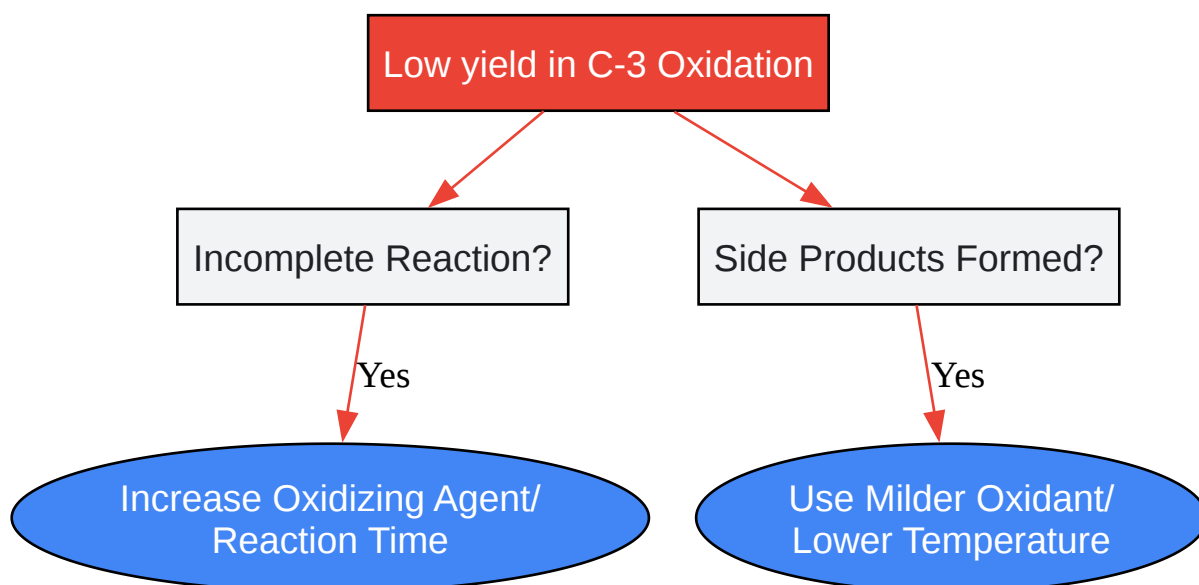 Low yield in C-3 Oxidation
Incomplete Reaction?
Side Products Formed?
Yes
Yes
Increase Oxidizing Agent/
Reaction Time
Use Milder Oxidant/
Lower Temperature